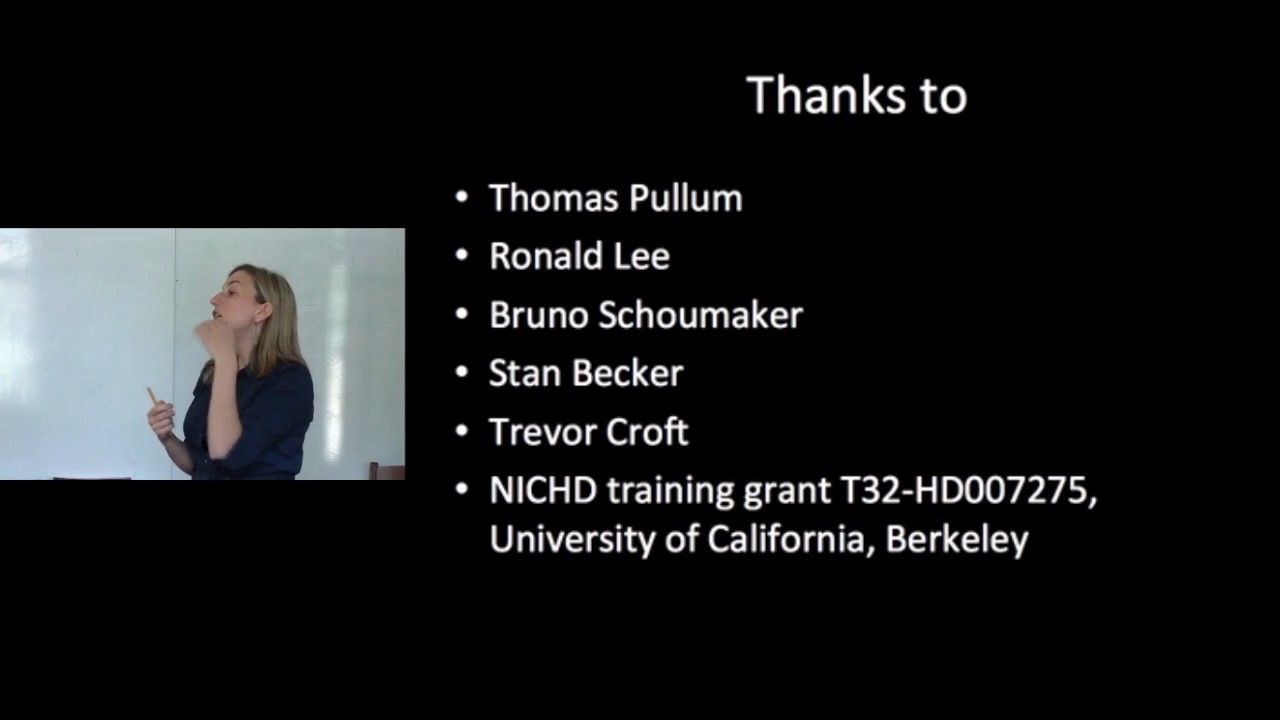 Thanks to
• Thomas Pullum
• Ronald Lee
• Bruno Schoumaker
• Stan Becker
• Trevor Croft
• NICHD training grant T32-HD007275,
University of California, Berkeley